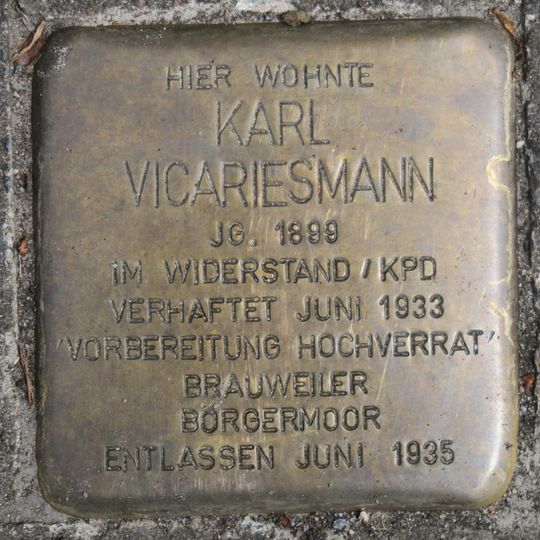 HIER WOHNTE
KARL
VICARIESMANN
JG. 1899
IM WIDERSTAND / KPD
VERHAFTET JUNI 1933
'VORBEREITUNG HOCHVERRAT'
BRAUWEILER
BÖRGERMOOR
ENTLASSEN JUNI 1935